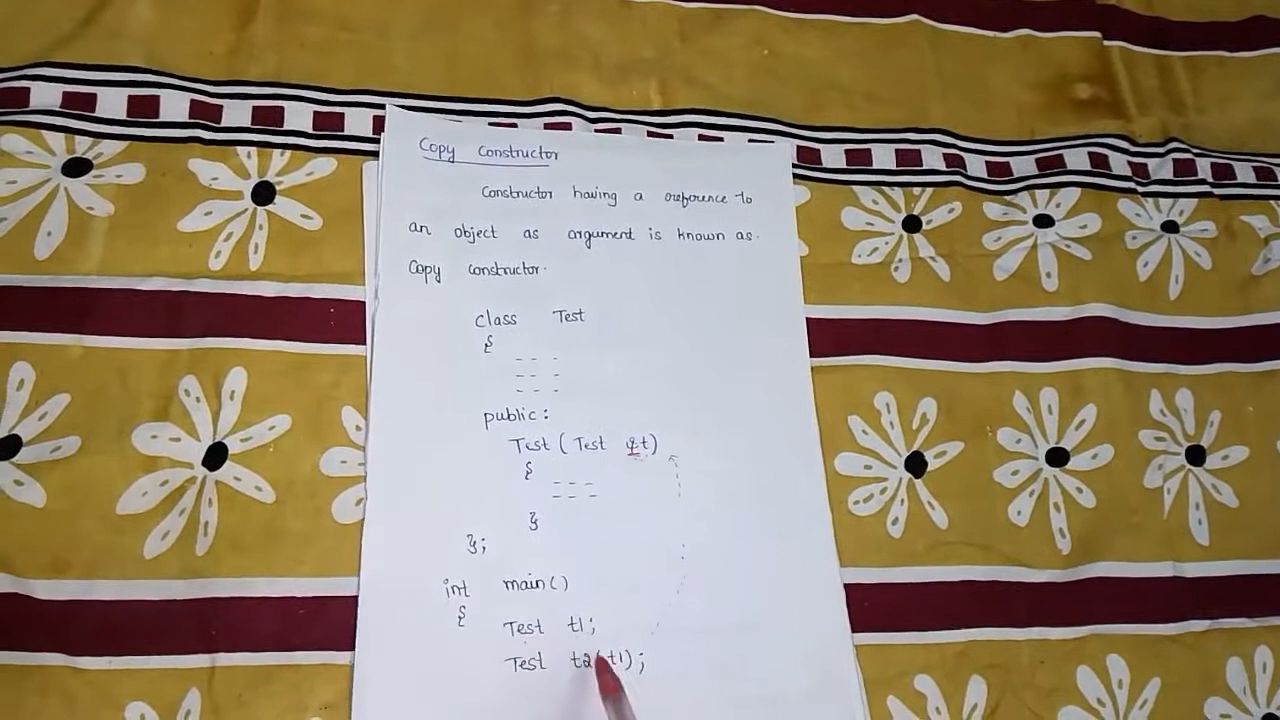 Copy Constructor
Constructor having a reference to
an object as argument is known as.
Copy constructor.
class Test
{
- - -
- - -
- - -
public:
Test (Test &t)
{
- - -
- - -
}
};
int main()
{
Test t1;
Test t2(t1);